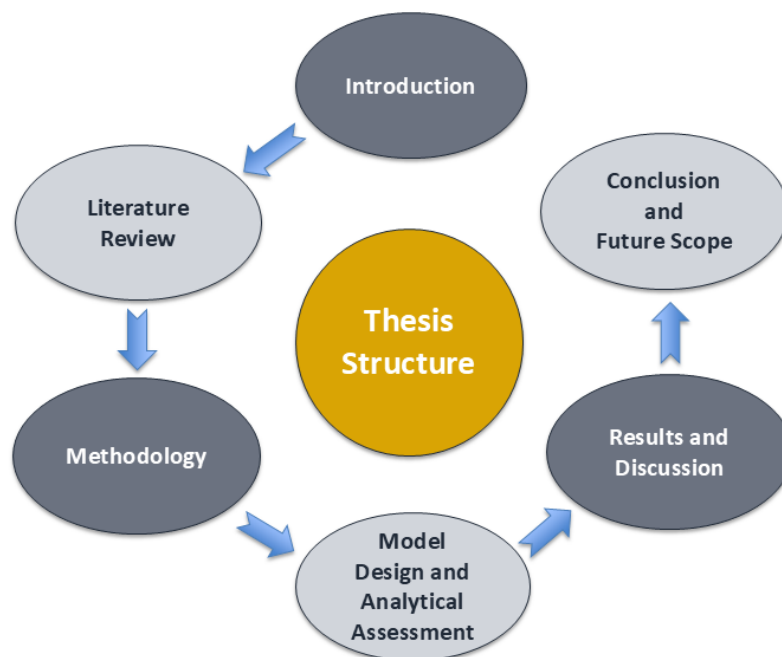 Introduction
Literature
Review
Methodology
Model
Design and
Analytical
Assessment
Results and
Discussion
Conclusion
and
Future Scope
Thesis
Structure